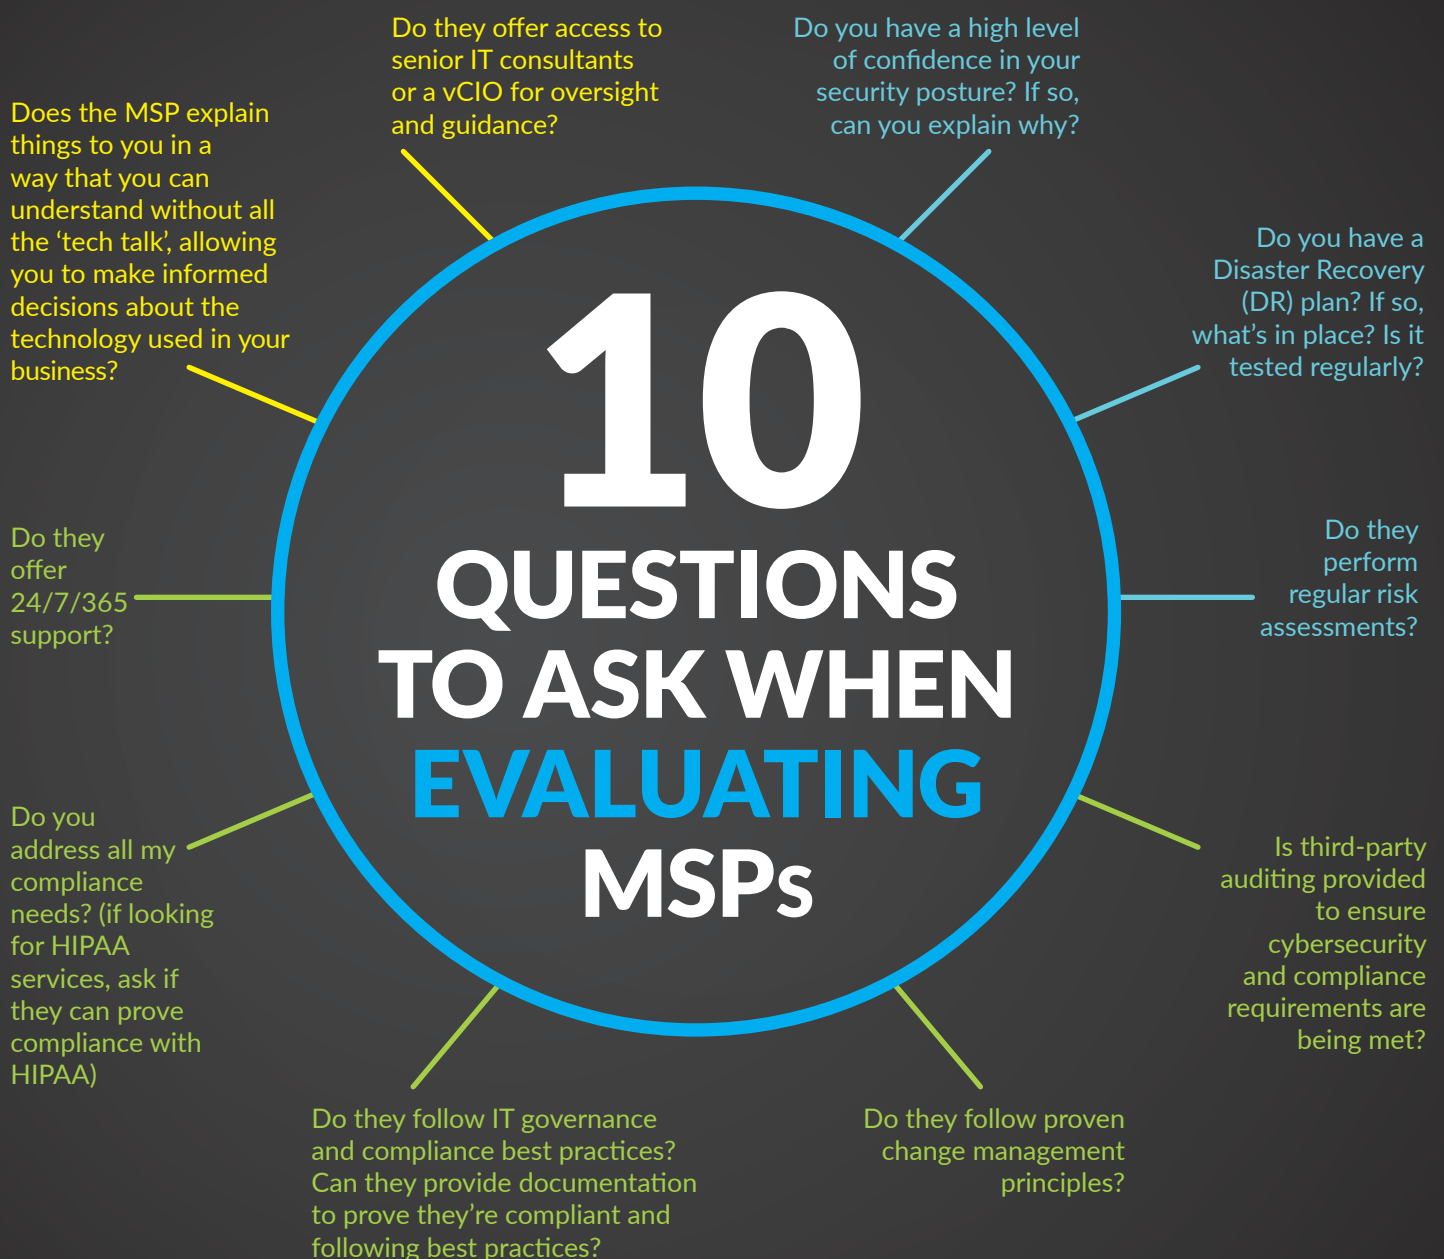 10
QUESTIONS
TO ASK WHEN
EVALUATING
MSPs
Do you have a high level
of confidence in your
security posture? If so,
can you explain why?
Do you have a
Disaster Recovery
(DR) plan? If so,
what's in place? Is it
tested regularly?
Do they
perform
regular risk
assessments?
Is third-party
auditing provided
to ensure
cybersecurity
and compliance
requirements are
being met?
Do they follow proven
change management
principles?
Do they follow IT governance
and compliance best practices?
Can they provide documentation
to prove they're compliant and
following best practices?
Do you
address all my
compliance
needs? (if looking
for HIPAA
services, ask if
they can prove
compliance with
HIPAA)
Do they
offer
24/7/365
support?
Does the MSP explain
things to you in a
way that you can
understand without all
the ‘tech talk’, allowing
you to make informed
decisions about the
technology used in your
business?
Do they offer access to
senior IT consultants
or a vCIO for oversight
and guidance?